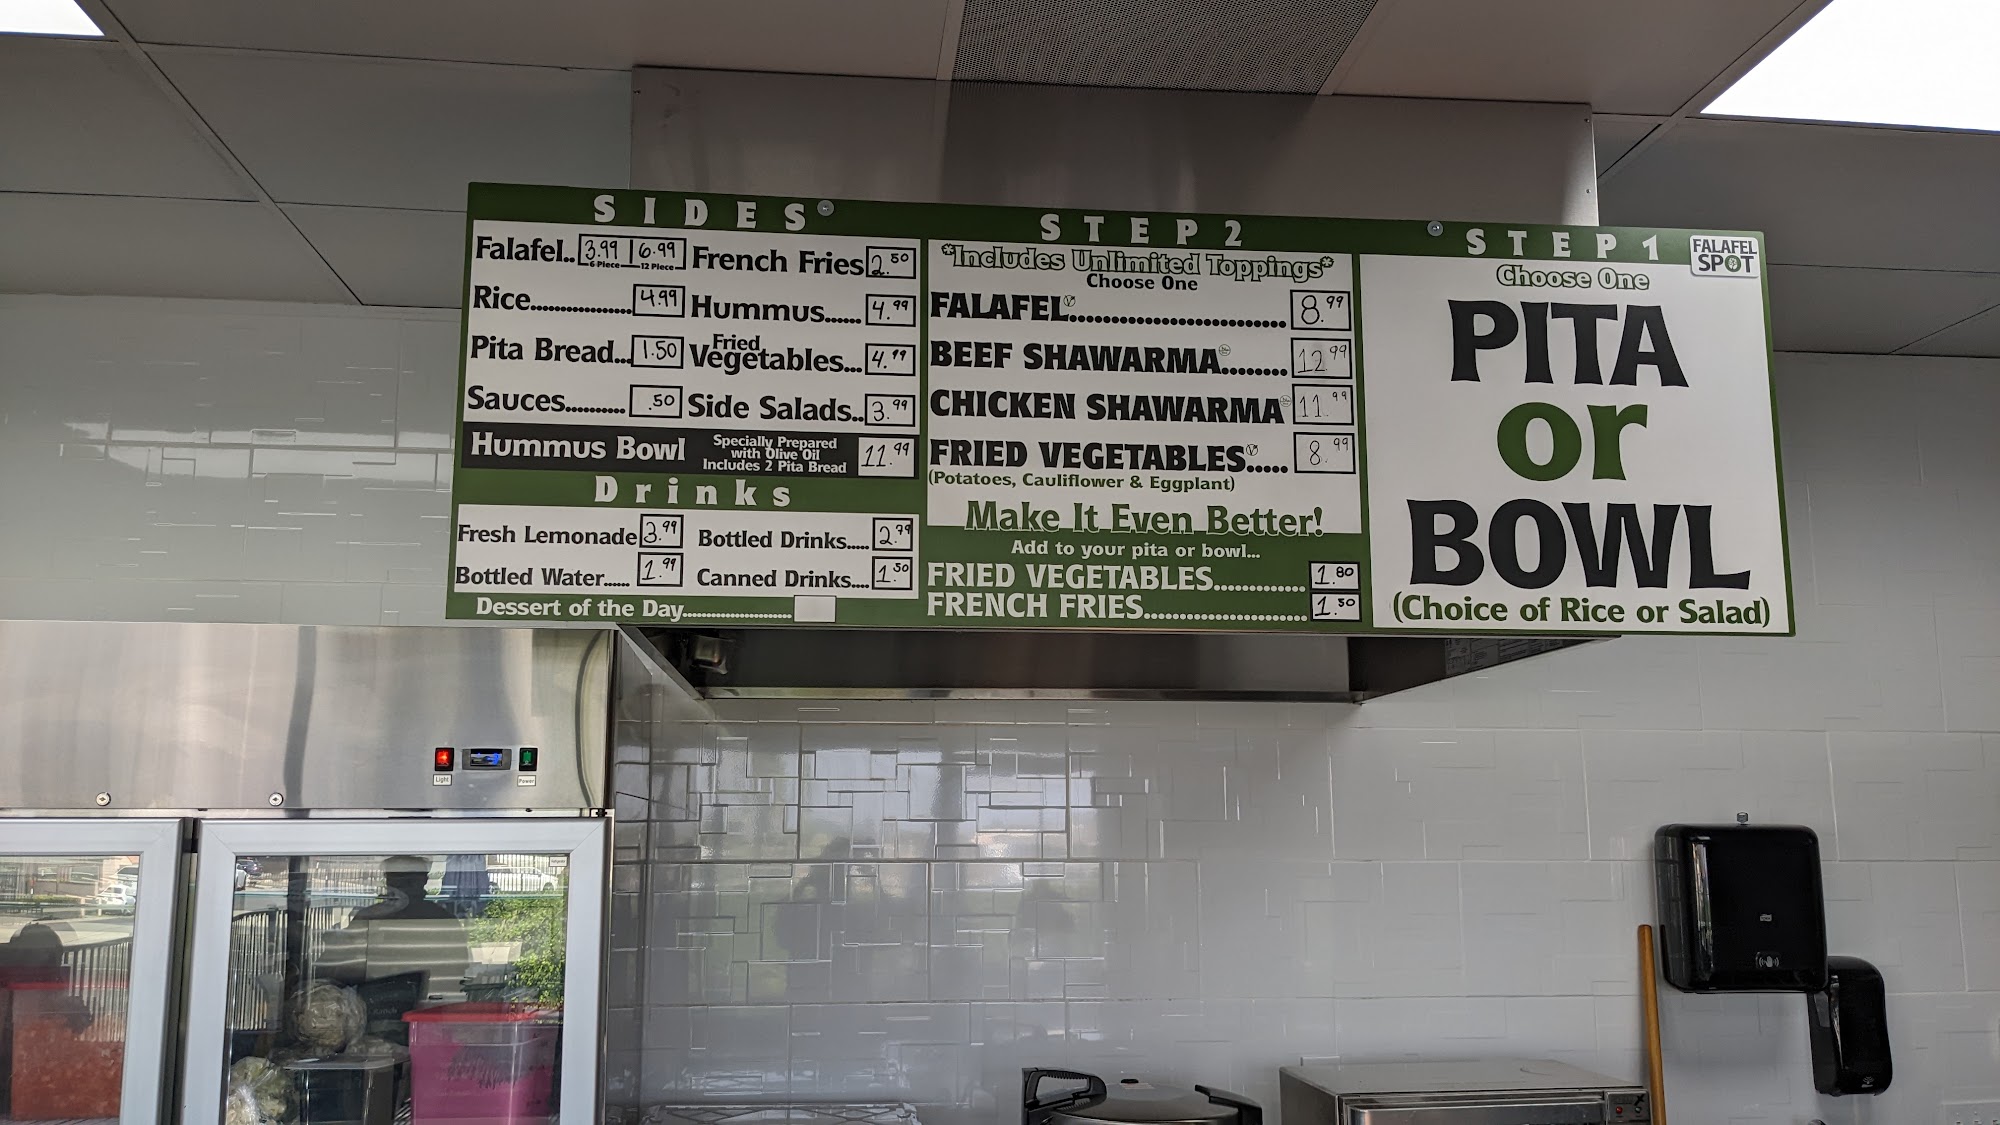 SIDES
Falafel.. 3.99 | 6.99
6 Piece 12 Piece
French Fries 2.50
Rice............... 4.99
Hummus...... 4.99
Pita Bread... 1.50
Fried
Vegetables... 4.99
Sauces........... .50
Side Salads.. 3.99
Hummus Bowl
Specially Prepared
with Olive Oil
Includes 2 Pita Bread
11.99
Drinks
Fresh Lemonade 3.99
Bottled Drinks..... 2.79
Bottled Water...... 1.99
Canned Drinks.... 1.50
Dessert of the Day......................
STEP 2
*Includes Unlimited Toppings*
Choose One
FALAFEL.......................... 8.99
BEEF SHAWARMA........ 12.99
CHICKEN SHAWARMA 11.99
FRIED VEGETABLES..... 8.99
(Potatoes, Cauliflower & Eggplant)
Make It Even Better!
Add to your pita or bowl...
FRIED VEGETABLES............ 1.80
FRENCH FRIES..................... 1.50
STEP 1
FALAFEL
SPOT
Choose One
PITA
or
BOWL
(Choice of Rice or Salad)
Light
Power